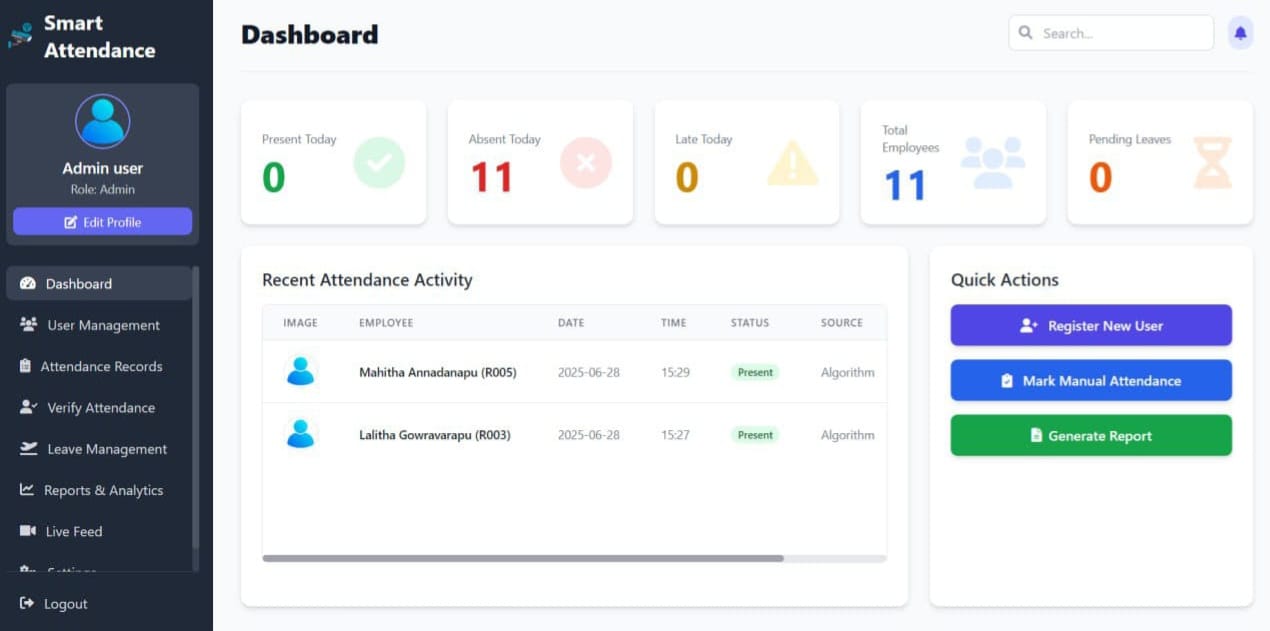 Smart
Attendance
Admin user
Role: Admin
Edit Profile
Dashboard
User Management
Attendance Records
Verify Attendance
Leave Management
Reports & Analytics
Live Feed
Settings
Logout
Dashboard
Search...
Present Today
0
Absent Today
11
Late Today
0
Total
Employees
11
Pending Leaves
0
Recent Attendance Activity
IMAGE EMPLOYEE DATE TIME STATUS SOURCE
Mahitha Annadanapu (R005) 2025-06-28 15:29 Present Algorithm
Lalitha Gowravarapu (R003) 2025-06-28 15:27 Present Algorithm
Quick Actions
Register New User
Mark Manual Attendance
Generate Report